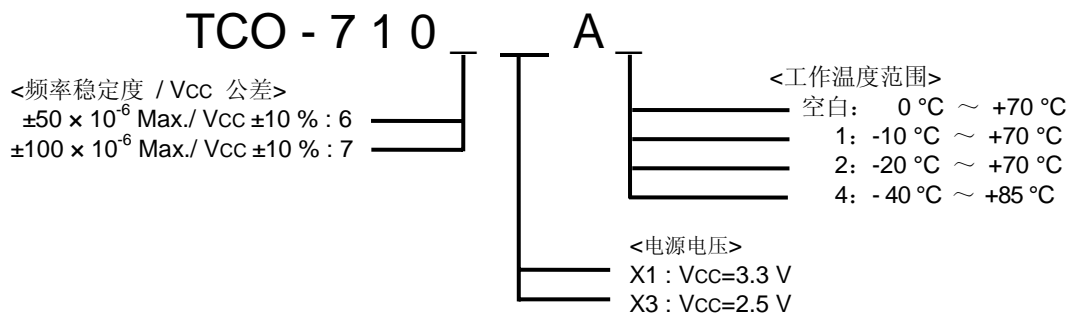 TCO - 7 1 0 _ _ A _
<频率稳定度 / VCC 公差>
±50 × 10⁻⁶ Max./ VCC ±10 % : 6
±100 × 10⁻⁶ Max./ VCC ±10 % : 7
<工作温度范围>
空白： 0 °C ～ +70 °C
1：-10 °C ～ +70 °C
2：-20 °C ～ +70 °C
4：- 40 °C ～ +85 °C
<电源电压>
X1 : VCC=3.3 V
X3 : VCC=2.5 V